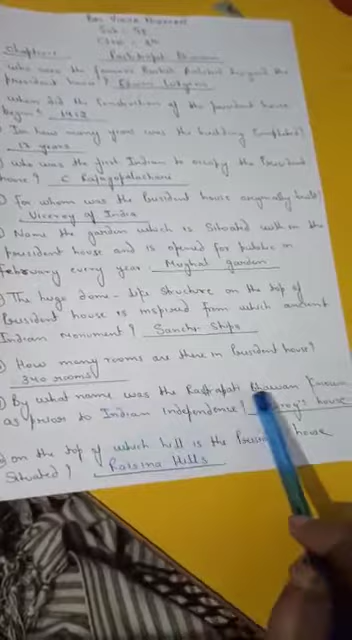 Sub:
Class:
Chapter: Rashtrapati Bhawan
Who was the famous British Architect designed the
President house? Edwin Lutyens
When did the Construction of the president house
begin? 1912
In how many years was the building Completed?
17 years
Who was the first Indian to occupy the President
house? C Rajagopalachari
For whom was the President house originally built?
Viceroy of India
Name the garden which is Situated within the
president house and is opened for public in
February every year Mughal garden
The huge dome-like structure on the top of
President house is inspired from which ancient
Indian Monument? Sanchi Stupa
How many rooms are there in President house?
340 rooms
By what name was the Rastrapati Bhawan known
as prior to Indian independence? house
on the top of which hill is the President house
Situated? Raisina Hills